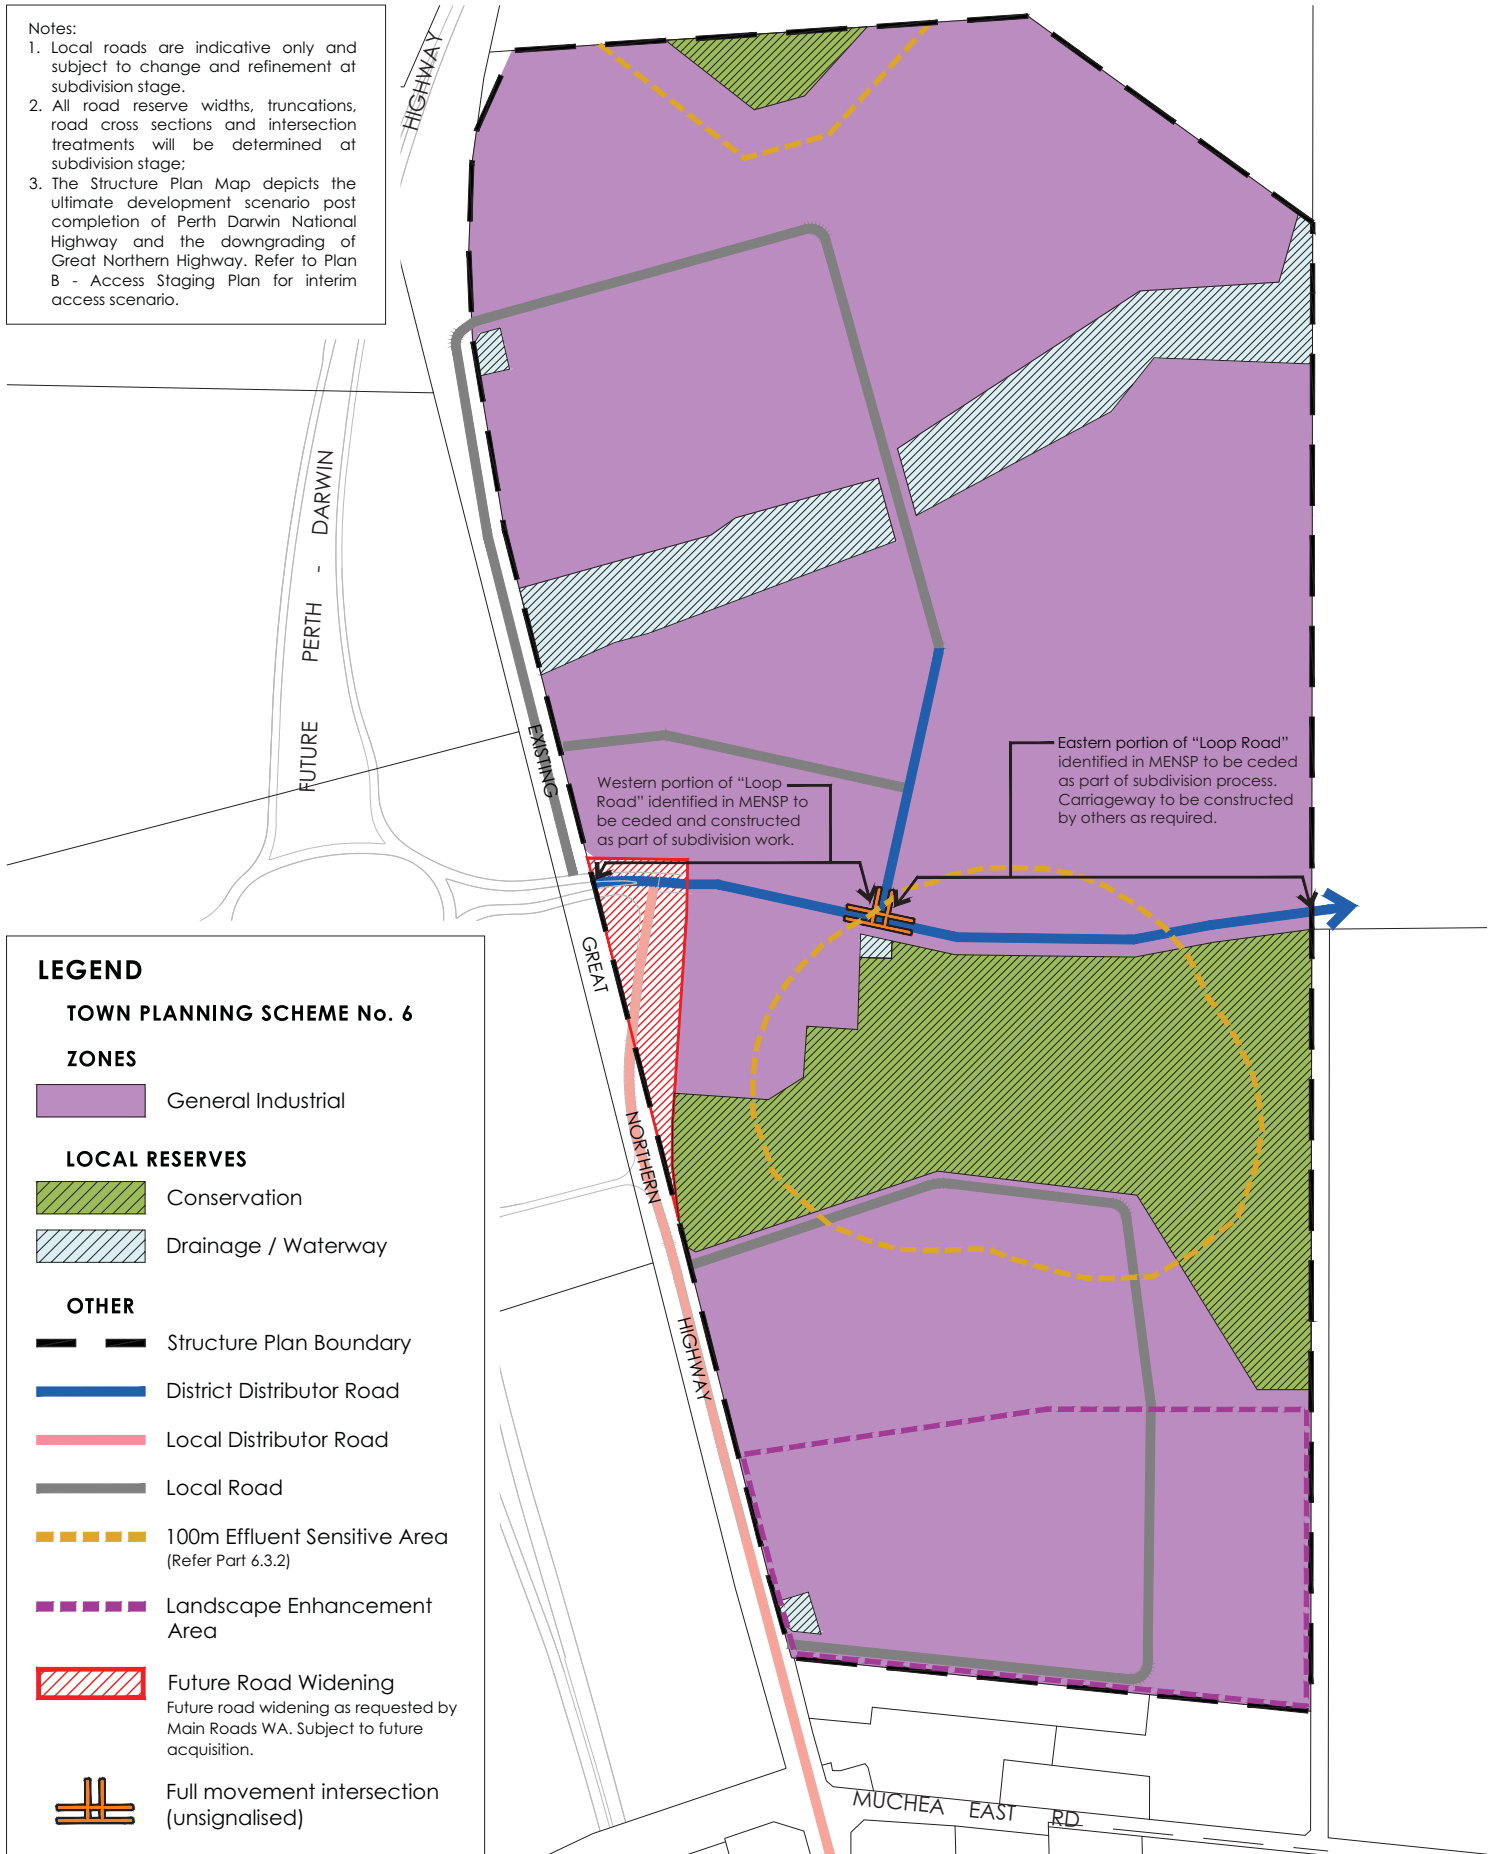 Notes:
1. Local roads are indicative only and
subject to change and refinement at
subdivision stage.
2. All road reserve widths, truncations,
road cross sections and intersection
treatments will be determined at
subdivision stage;
3. The Structure Plan Map depicts the
ultimate development scenario post
completion of Perth Darwin National
Highway and the downgrading of
Great Northern Highway. Refer to Plan
B - Access Staging Plan for interim
access scenario.
HIGHWAY
FUTURE PERTH - DARWIN
EXISTING
GREAT
NORTHERN
HIGHWAY
Western portion of “Loop
Road” identified in MENSP to
be ceded and constructed
as part of subdivision work.
Eastern portion of “Loop Road”
identified in MENSP to be ceded
as part of subdivision process.
Carriageway to be constructed
by others as required.
MUCHEA EAST RD
LEGEND
TOWN PLANNING SCHEME No. 6
ZONES
General Industrial
LOCAL RESERVES
Conservation
Drainage / Waterway
OTHER
Structure Plan Boundary
District Distributor Road
Local Distributor Road
Local Road
100m Effluent Sensitive Area
(Refer Part 6.3.2)
Landscape Enhancement
Area
Future Road Widening
Future road widening as requested by
Main Roads WA. Subject to future
acquisition.
Full movement intersection
(unsignalised)